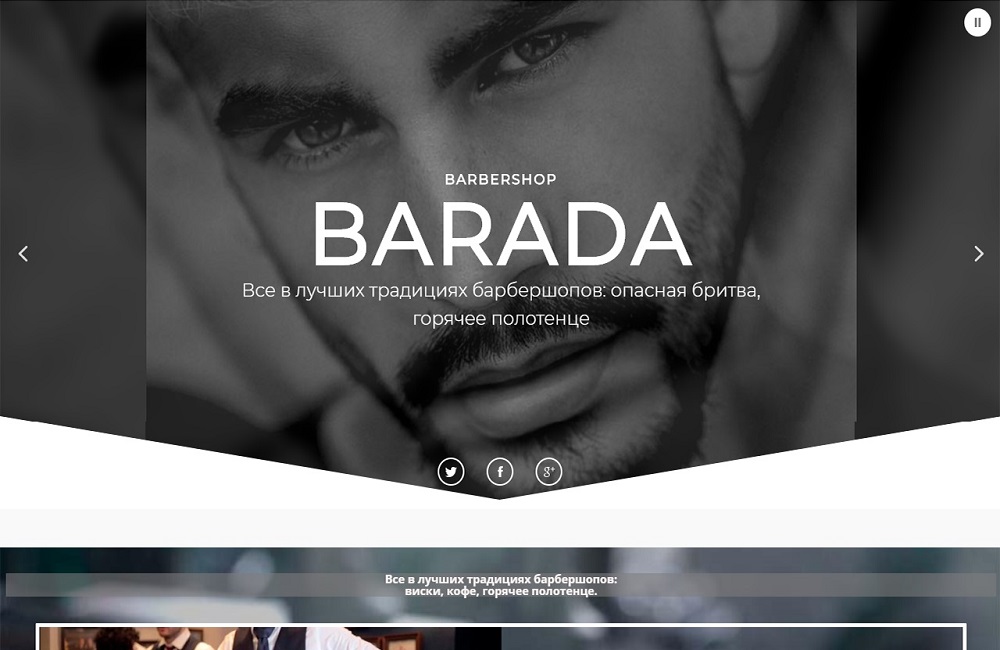 BARBERSHOP
BARADA
Все в лучших традициях барбершопов: опасная бритва,
горячее полотенце
Все в лучших традициях барбершопов:
виски, кофе, горячее полотенце.